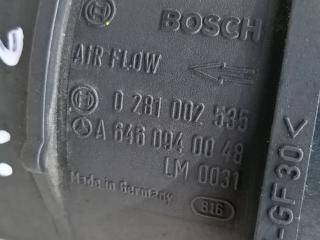 BOSCH
AIR FLOW
0 281 002 535
A 646 094 00 48
LM 0031
Made in Germany
816
-GF30<